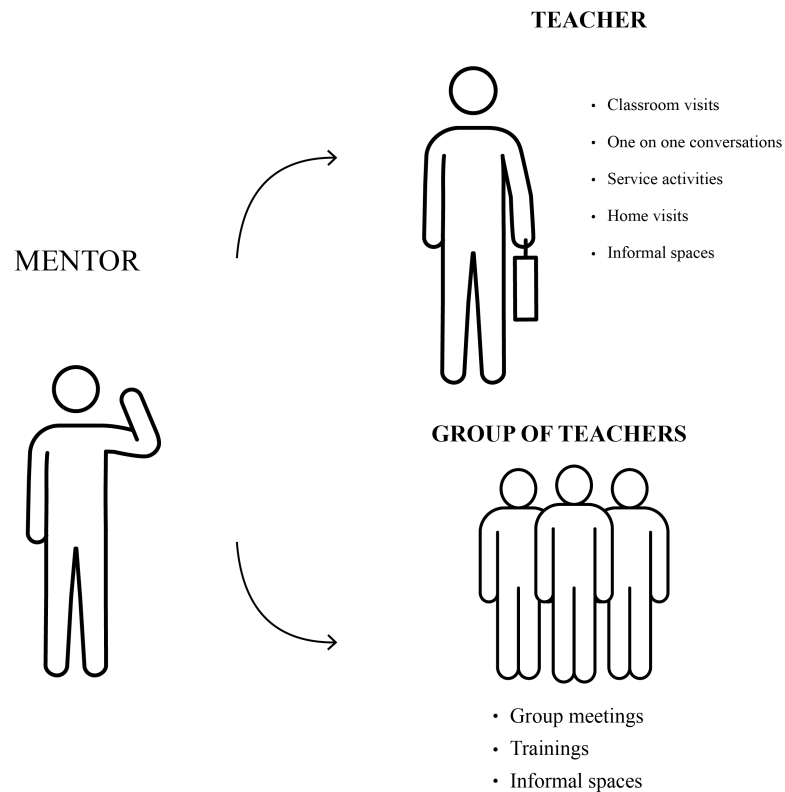 TEACHER
• Classroom visits
• One on one conversations
• Service activities
• Home visits
• Informal spaces
MENTOR
GROUP OF TEACHERS
• Group meetings
• Trainings
• Informal spaces